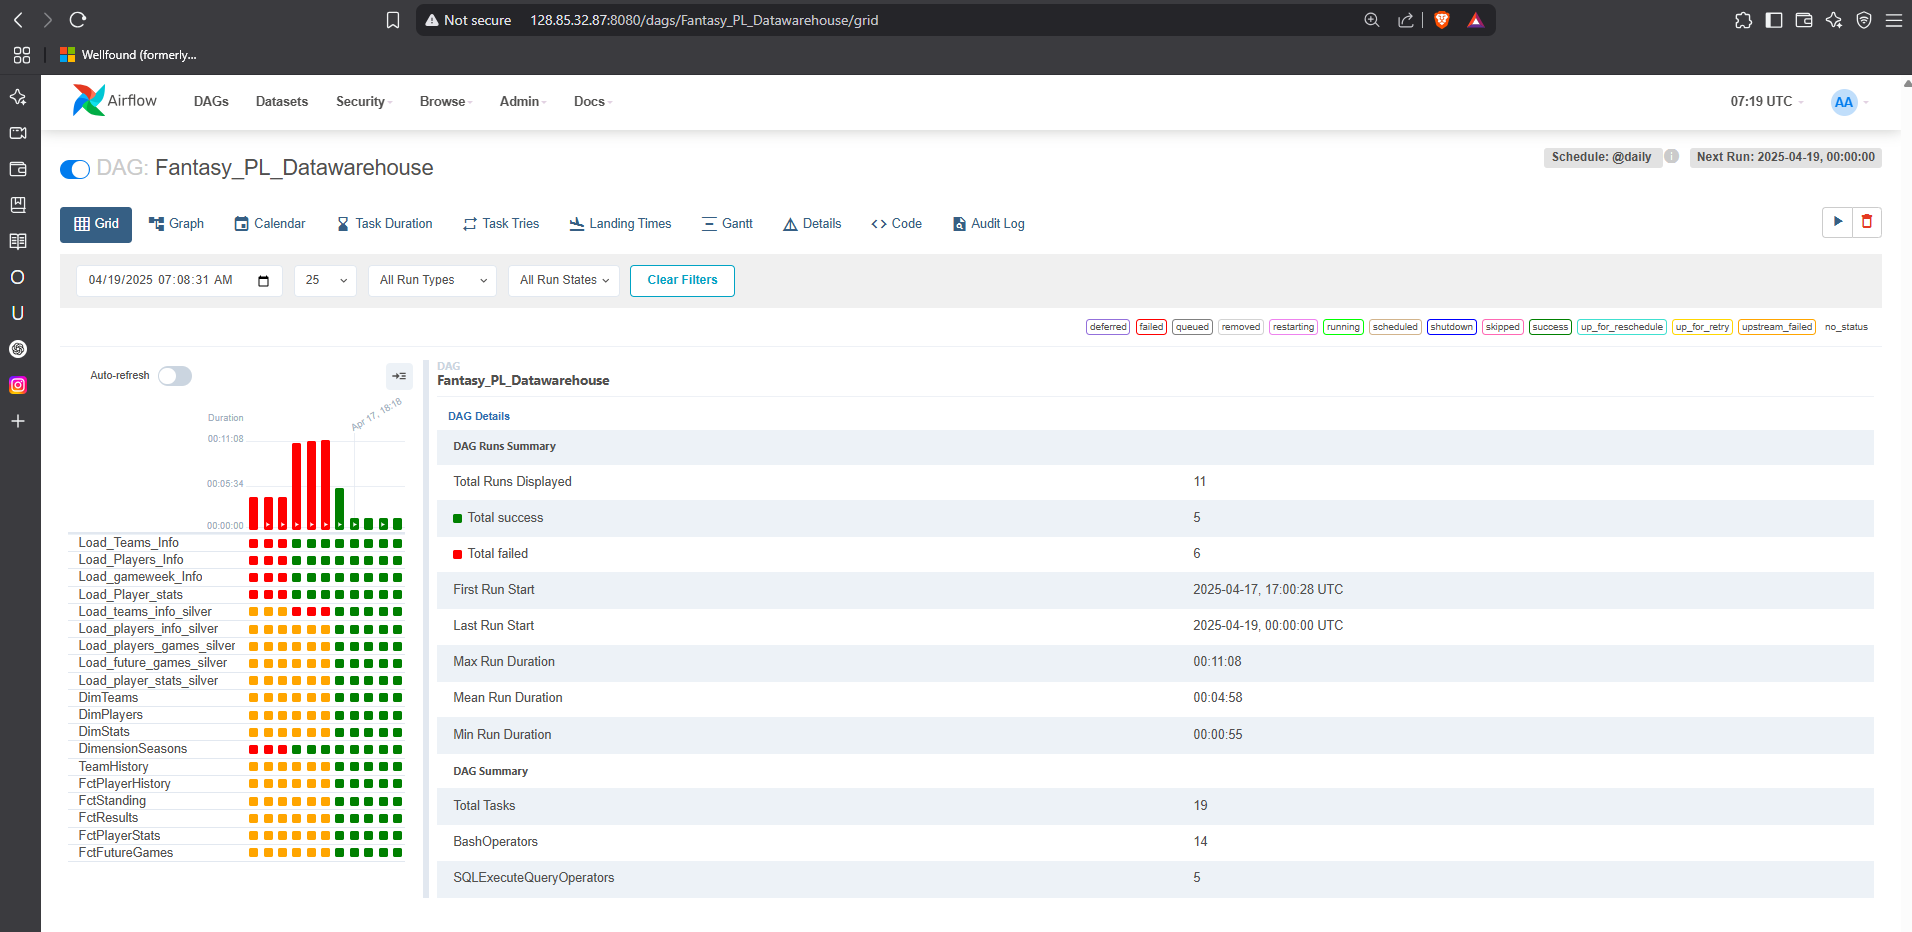 Not secure 128.85.32.87:8080/dags/Fantasy_PL_Datawarehouse/grid
Wellfound (formerly...
Airflow DAGs Datasets Security Browse Admin Docs 07:19 UTC AA
DAG: Fantasy_PL_Datawarehouse Schedule: @daily i Next Run: 2025-04-19, 00:00:00
Grid Graph Calendar Task Duration Task Tries Landing Times Gantt Details Code Audit Log
04/19/2025 07:08:31 AM 25 All Run Types All Run States Clear Filters
deferred failed queued removed restarting running scheduled shutdown skipped success up_for_reschedule up_for_retry upstream_failed no_status
Auto-refresh
Apr 17, 18:18
Duration
00:11:08
00:05:34
00:00:00
Load_Teams_Info
Load_Players_Info
Load_gameweek_Info
Load_Player_stats
Load_teams_info_silver
Load_players_info_silver
Load_players_games_silver
Load_future_games_silver
Load_player_stats_silver
DimTeams
DimPlayers
DimStats
DimensionSeasons
TeamHistory
FctPlayerHistory
FctStanding
FctResults
FctPlayerStats
FctFutureGames
DAG
Fantasy_PL_Datawarehouse
DAG Details
DAG Runs Summary
Total Runs Displayed 11
Total success 5
Total failed 6
First Run Start 2025-04-17, 17:00:28 UTC
Last Run Start 2025-04-19, 00:00:00 UTC
Max Run Duration 00:11:08
Mean Run Duration 00:04:58
Min Run Duration 00:00:55
DAG Summary
Total Tasks 19
BashOperators 14
SQLExecuteQueryOperators 5